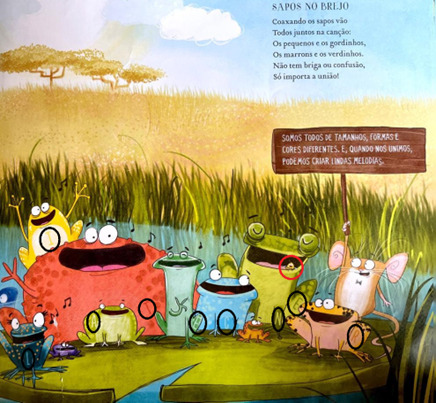 SAPOS NO BREJO
Coaxando os sapos vão
Todos juntos na canção:
Os pequenos e os gordinhos,
Os marrons e os verdinhos.
Não tem briga ou confusão,
Só importa a união!
SOMOS TODOS DE TAMANHOS, FORMAS E
CORES DIFERENTES. E, QUANDO NOS UNIMOS,
PODEMOS CRIAR LINDAS MELODIAS.